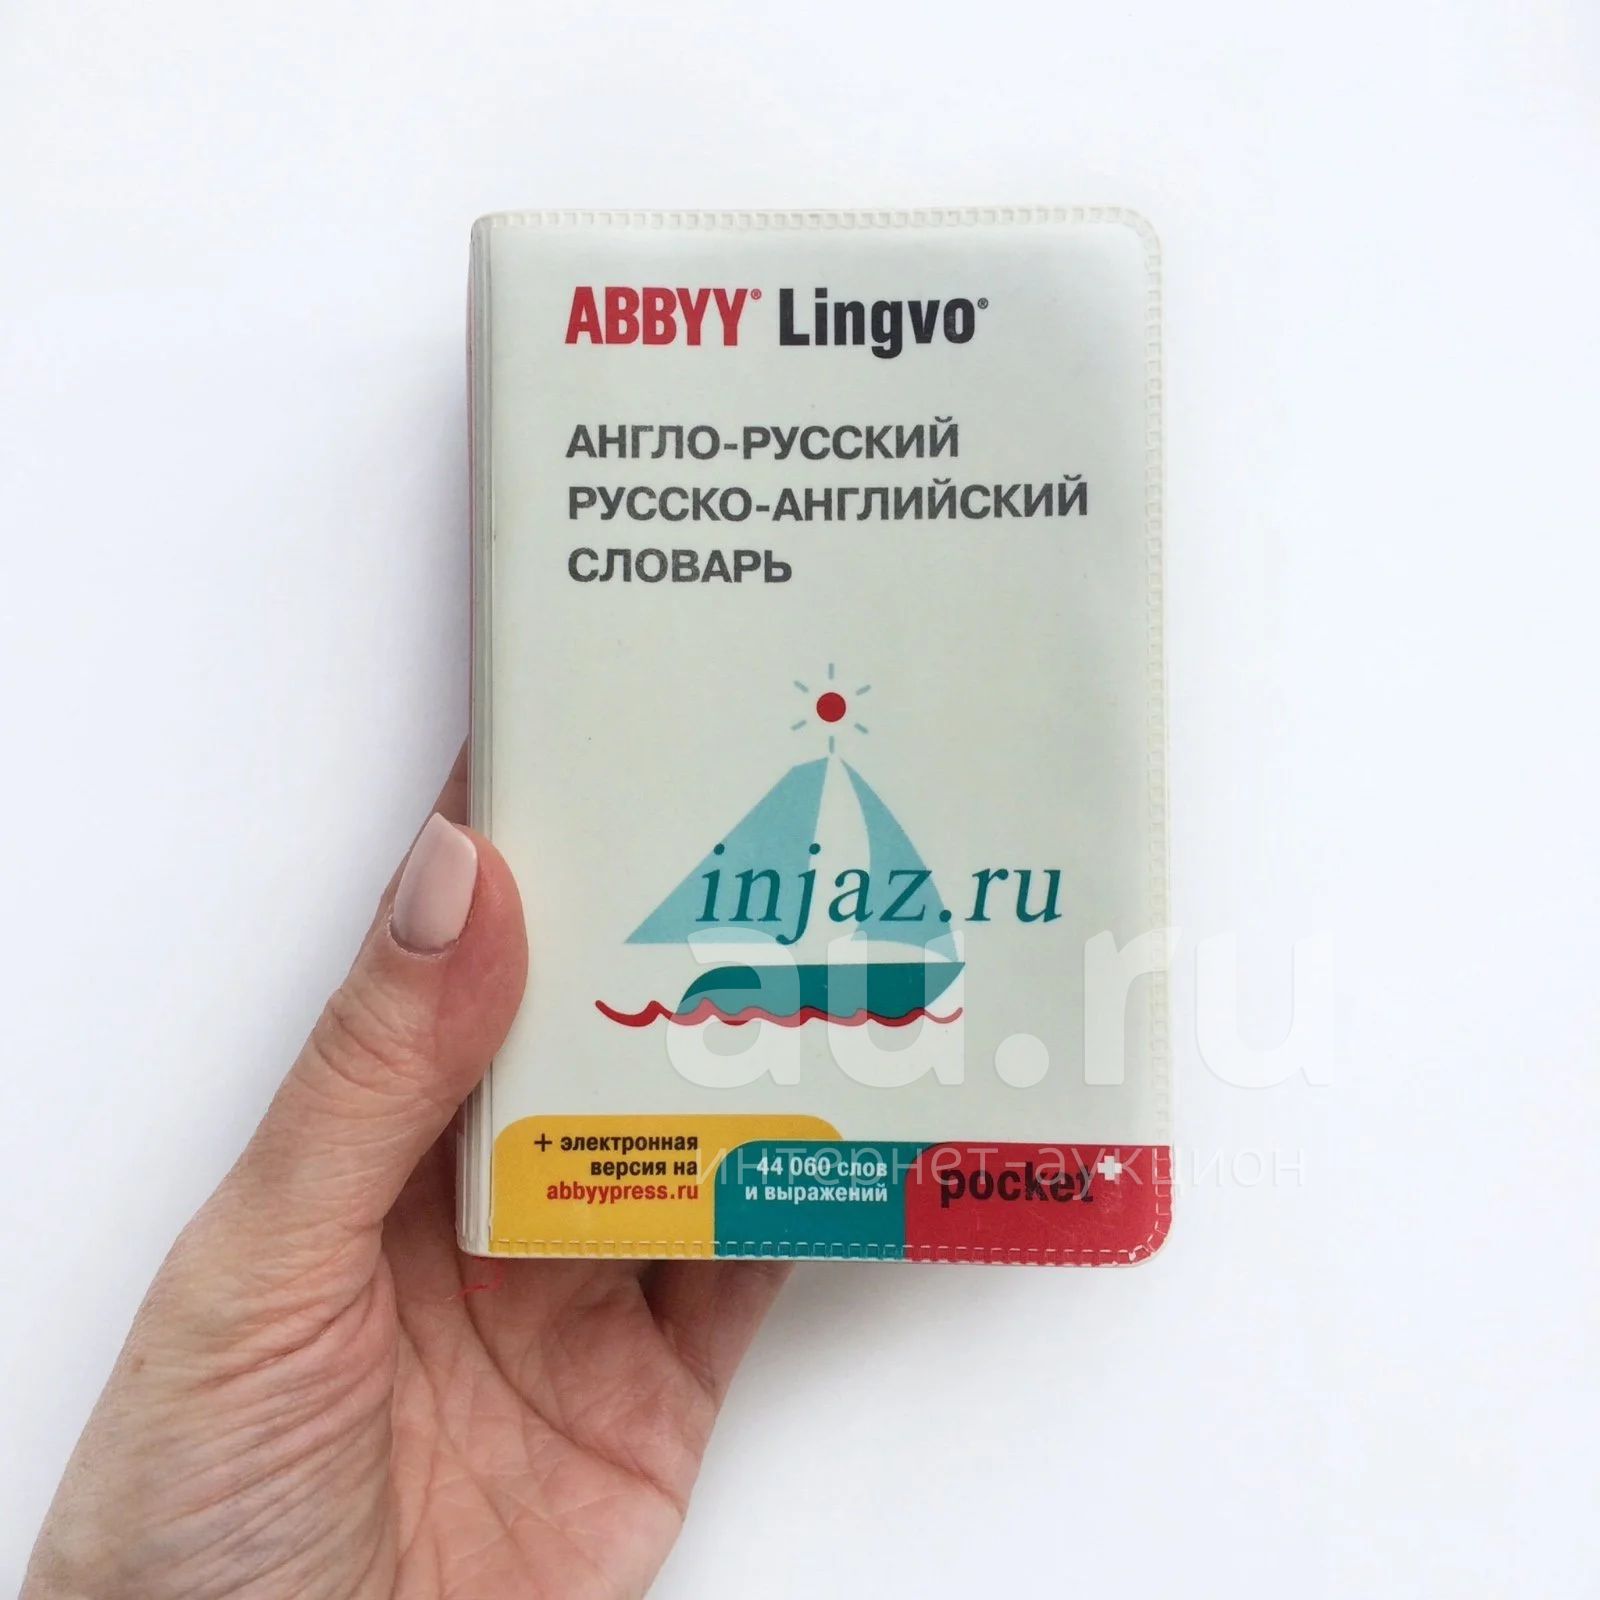 ABBYY® Lingvo®
АНГЛО-РУССКИЙ
РУССКО-АНГЛИЙСКИЙ
СЛОВАРЬ
injaz.ru
au.ru
интернет-аукцион
+ электронная
версия на
abbyypress.ru
44 060 слов
и выражений
pocket+